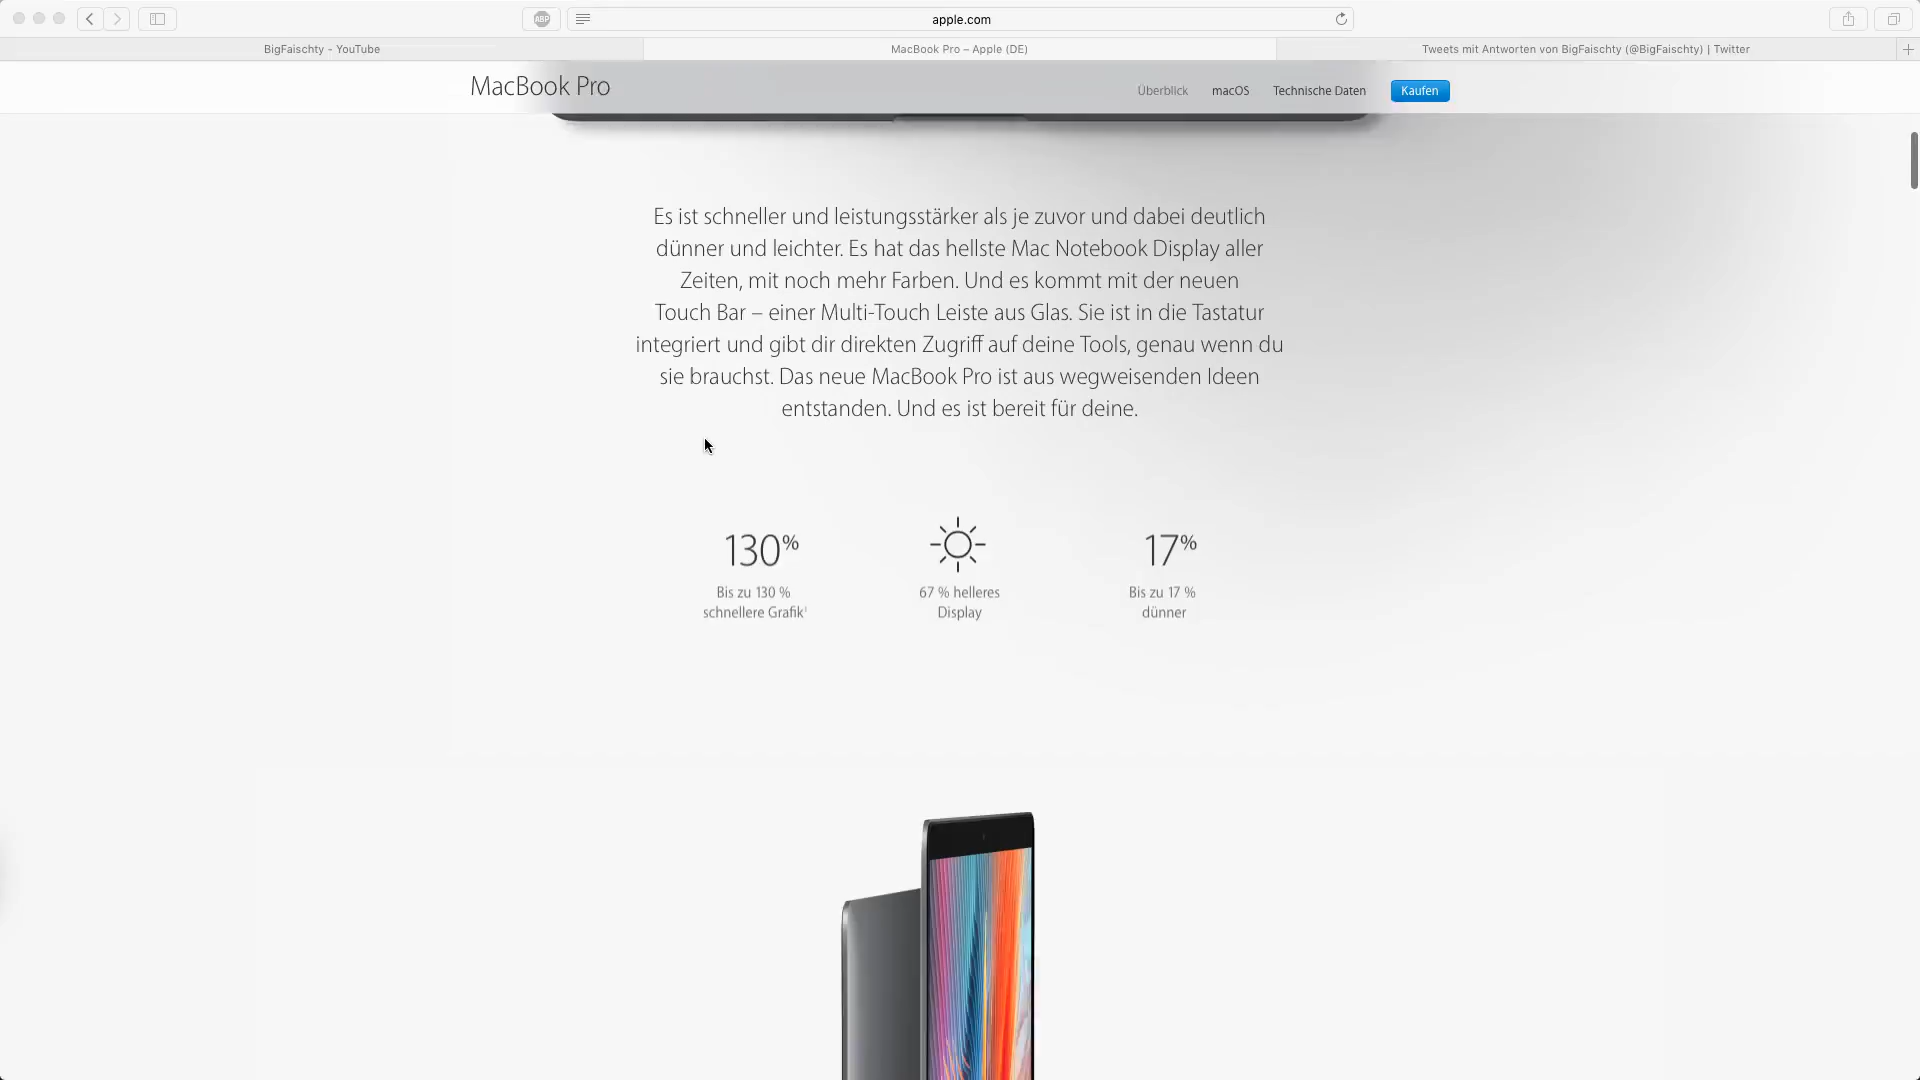 ABP
apple.com
BigFaischty - YouTube
MacBook Pro – Apple (DE)
Tweets mit Antworten von BigFaischty (@BigFaischty) | Twitter
MacBook Pro
Überblick
macOS
Technische Daten
Kaufen
Es ist schneller und leistungsstärker als je zuvor und dabei deutlich
dünner und leichter. Es hat das hellste Mac Notebook Display aller
Zeiten, mit noch mehr Farben. Und es kommt mit der neuen
Touch Bar – einer Multi-Touch Leiste aus Glas. Sie ist in die Tastatur
integriert und gibt dir direkten Zugriff auf deine Tools, genau wenn du
sie brauchst. Das neue MacBook Pro ist aus wegweisenden Ideen
entstanden. Und es ist bereit für deine.
130%
Bis zu 130 %
schnellere Grafik¹
67 % helleres
Display
17%
Bis zu 17 %
dünner